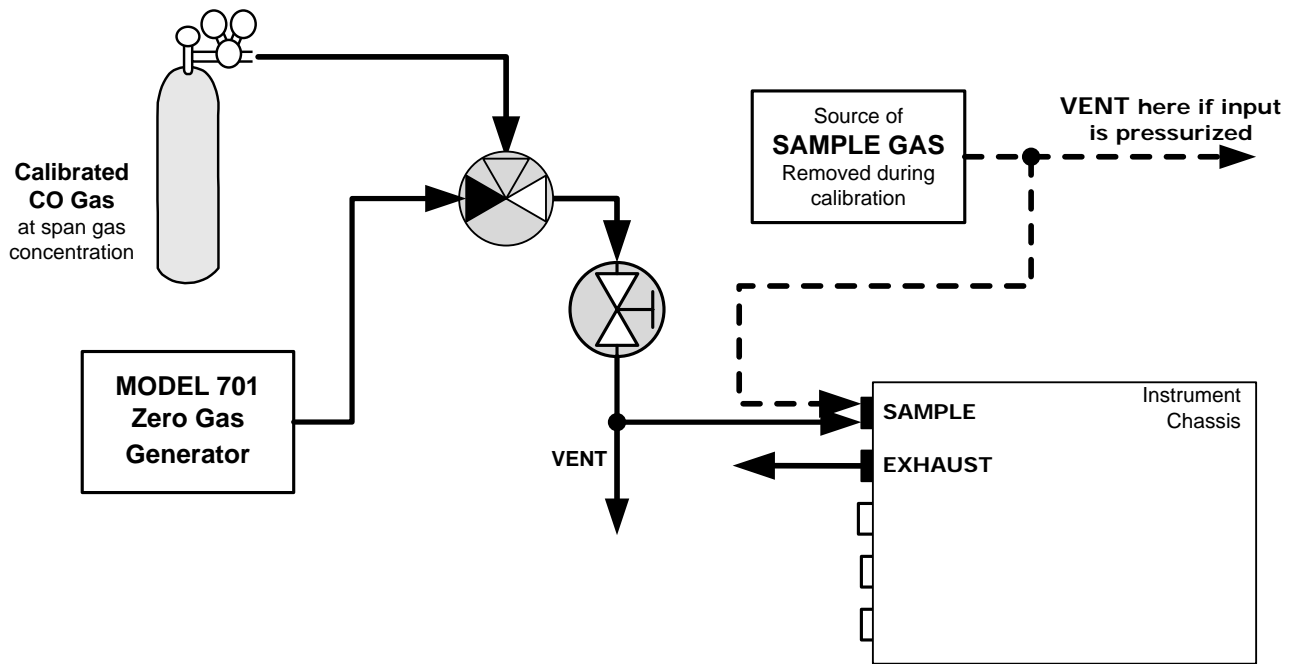 Calibrated
CO Gas
at span gas
concentration
MODEL 701
Zero Gas
Generator
VENT
Source of
SAMPLE GAS
Removed during
calibration
VENT here if input
is pressurized
SAMPLE
EXHAUST
Instrument
Chassis